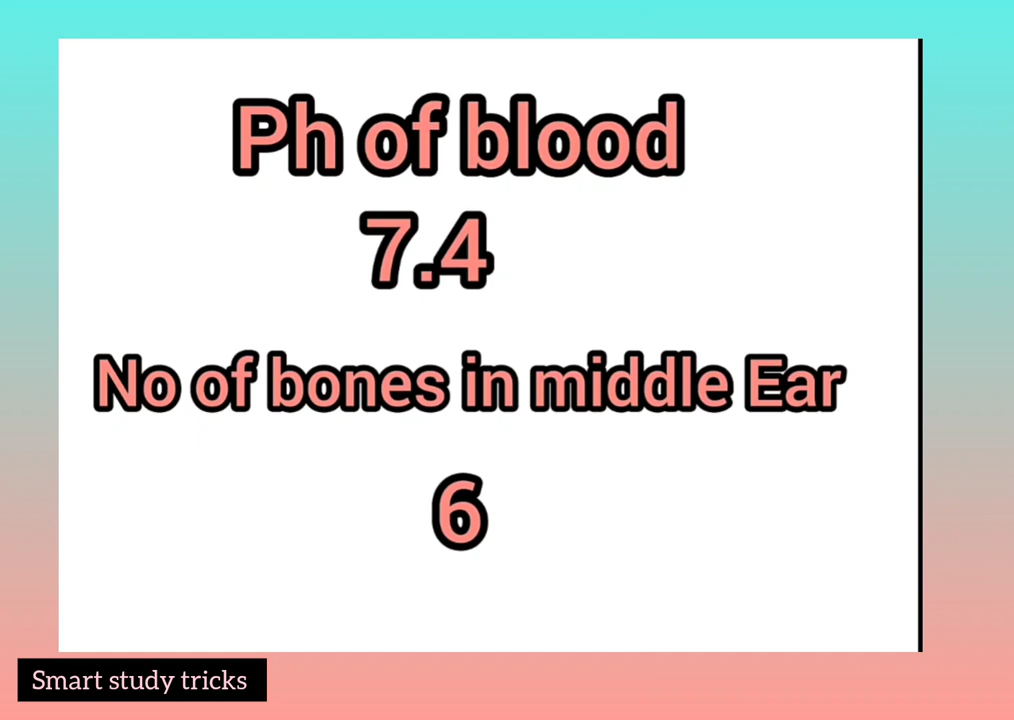 Ph of blood
7.4
No of bones in middle Ear
6
Smart study tricks